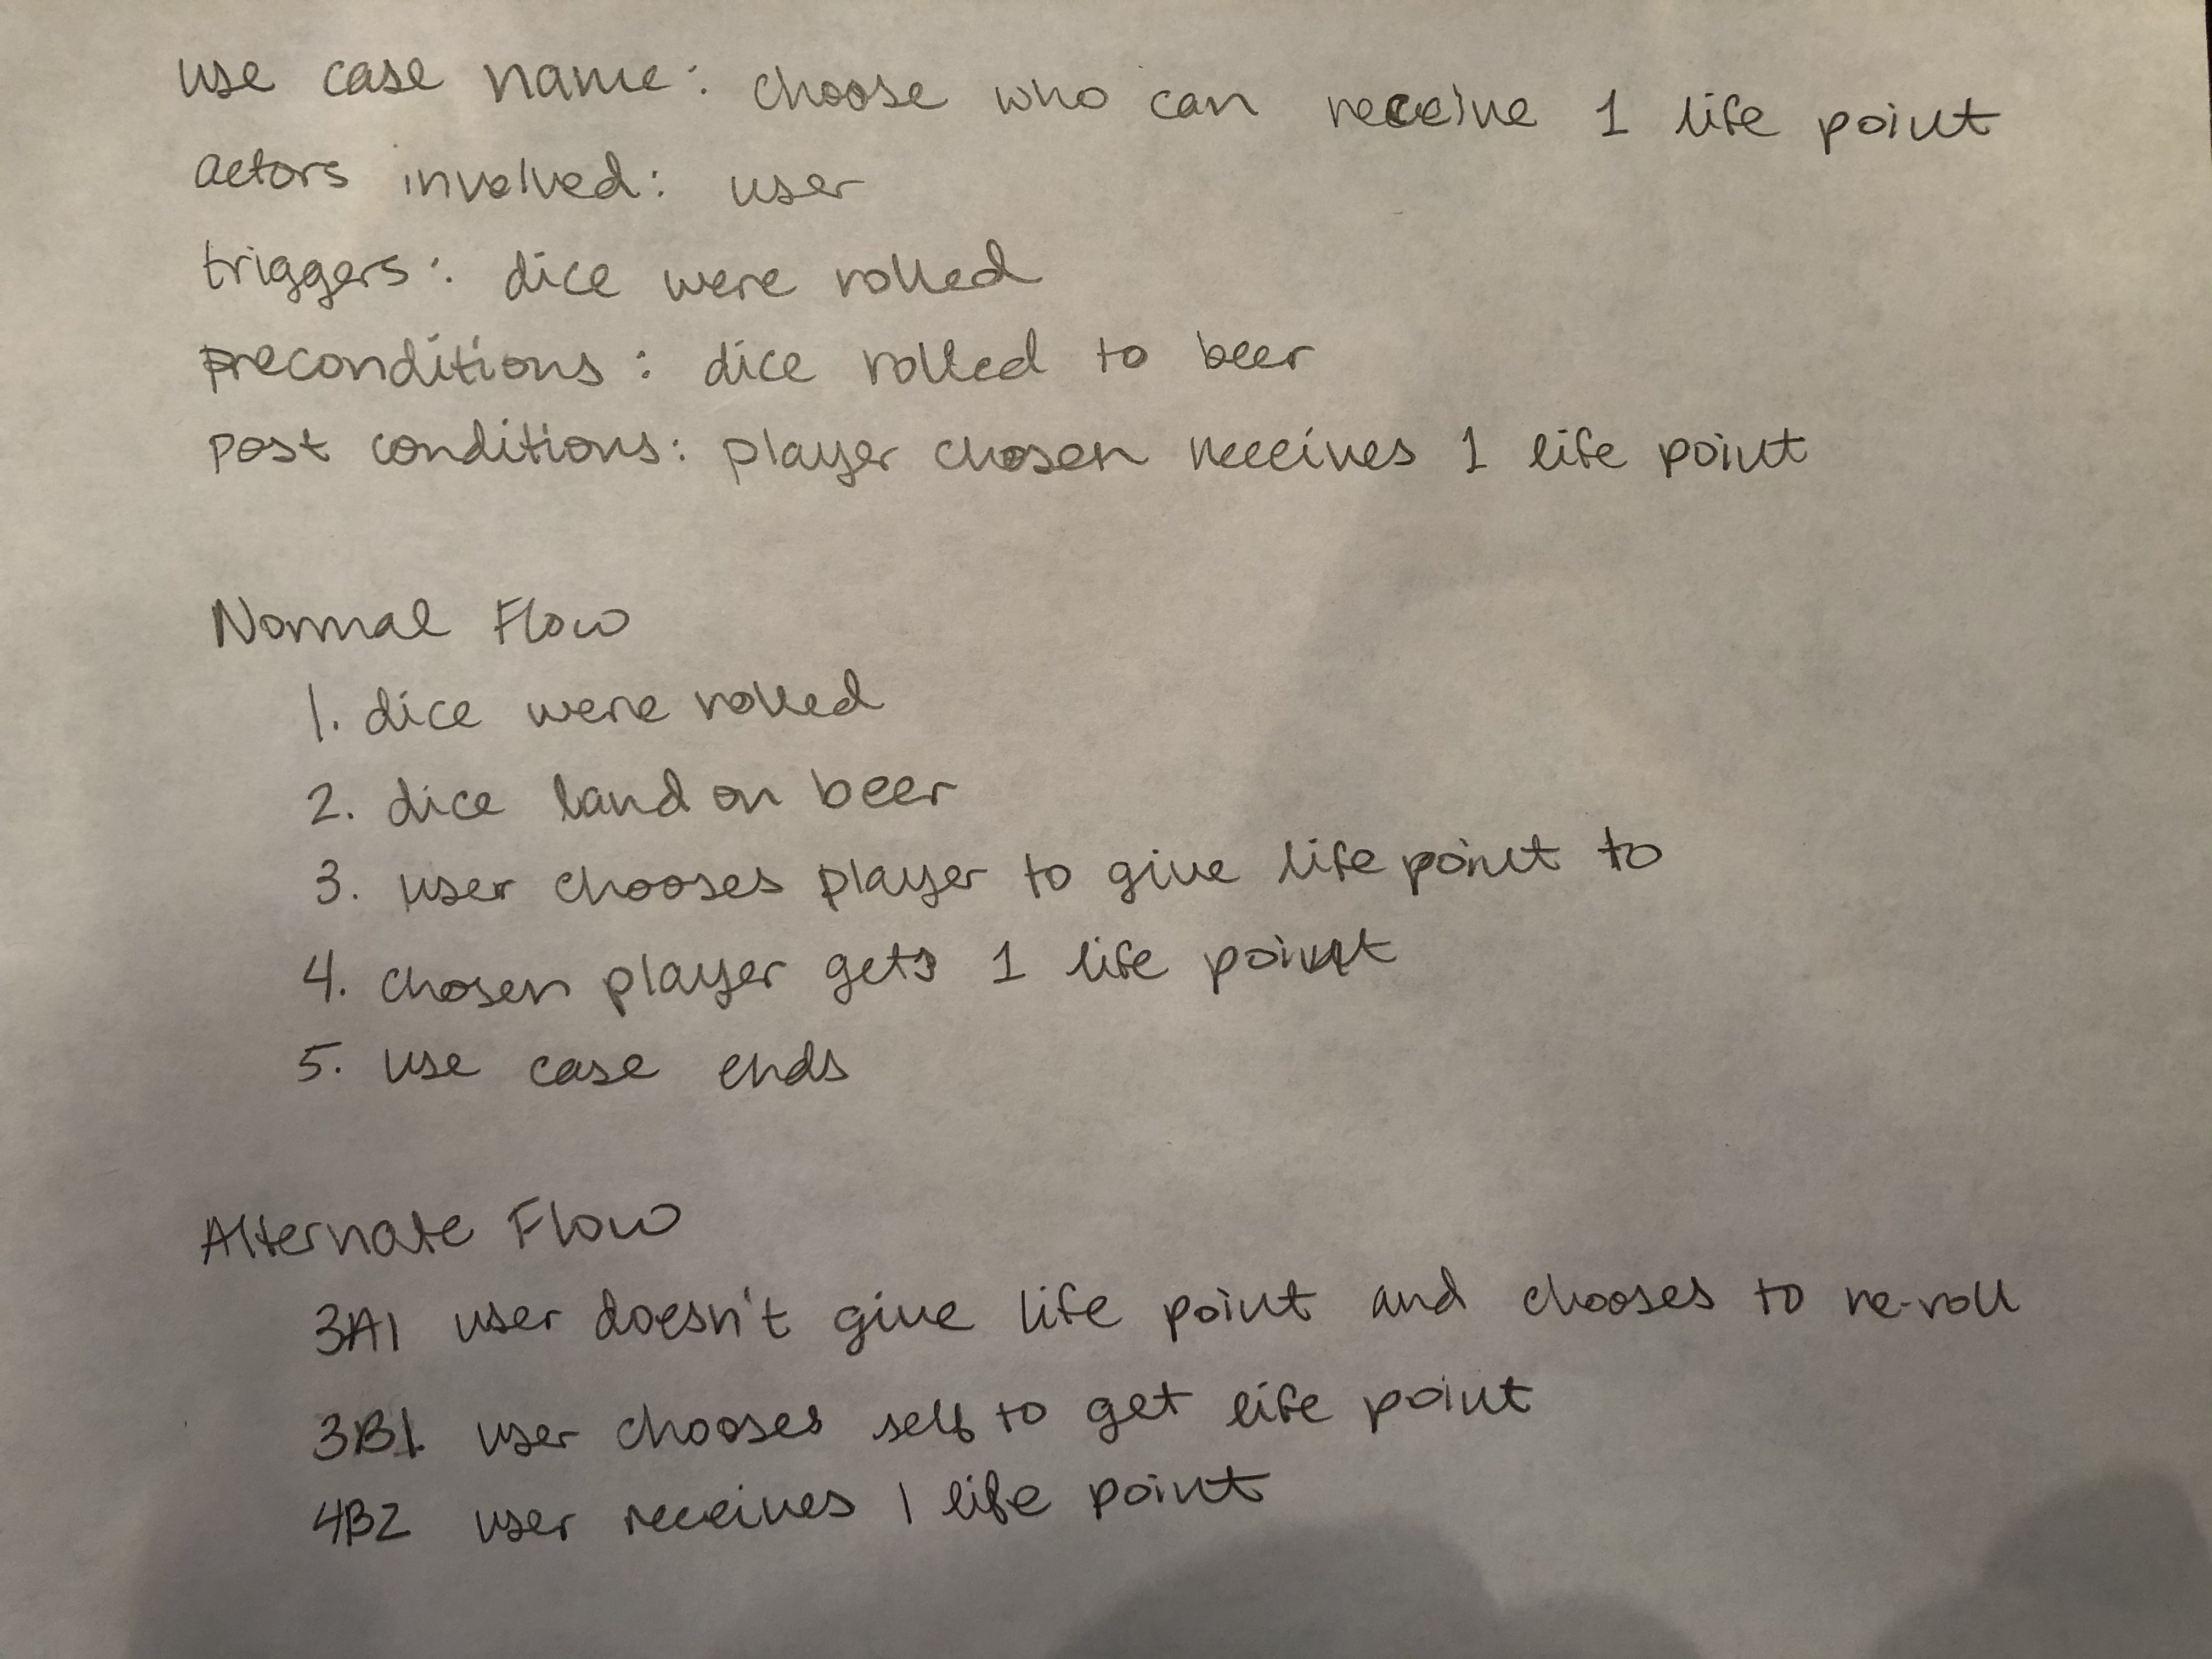 use case name: choose who can receive 1 life point
actors involved: user
triggers: dice were rolled
preconditions: dice rolled to beer
post conditions: player chosen receives 1 life point
Normal Flow
1. dice were rolled
2. dice land on beer
3. user chooses player to give life point to
4. chosen player gets 1 life point
5. use case ends
Alternate Flow
3A1 user doesn't give life point and chooses to re-roll
3B1 user chooses self to get life point
4B2 user receives 1 life point